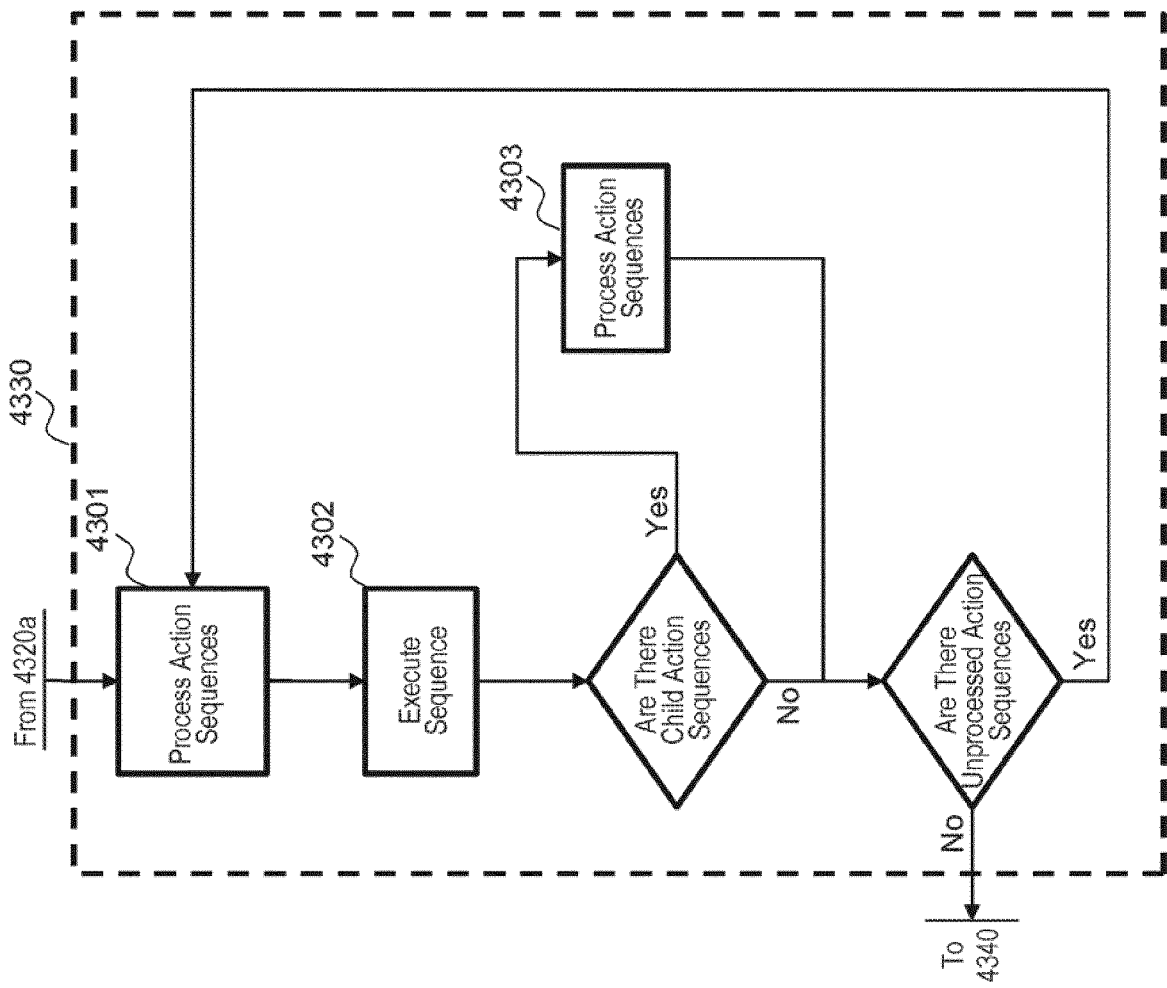 4330
From 4320a
4301
Process Action
Sequences
4302
Execute
Sequence
Are There
Child Action
Sequences
Yes
No
4303
Process Action
Sequences
Are There
Unprocessed Action
Sequences
Yes
No
To
4340